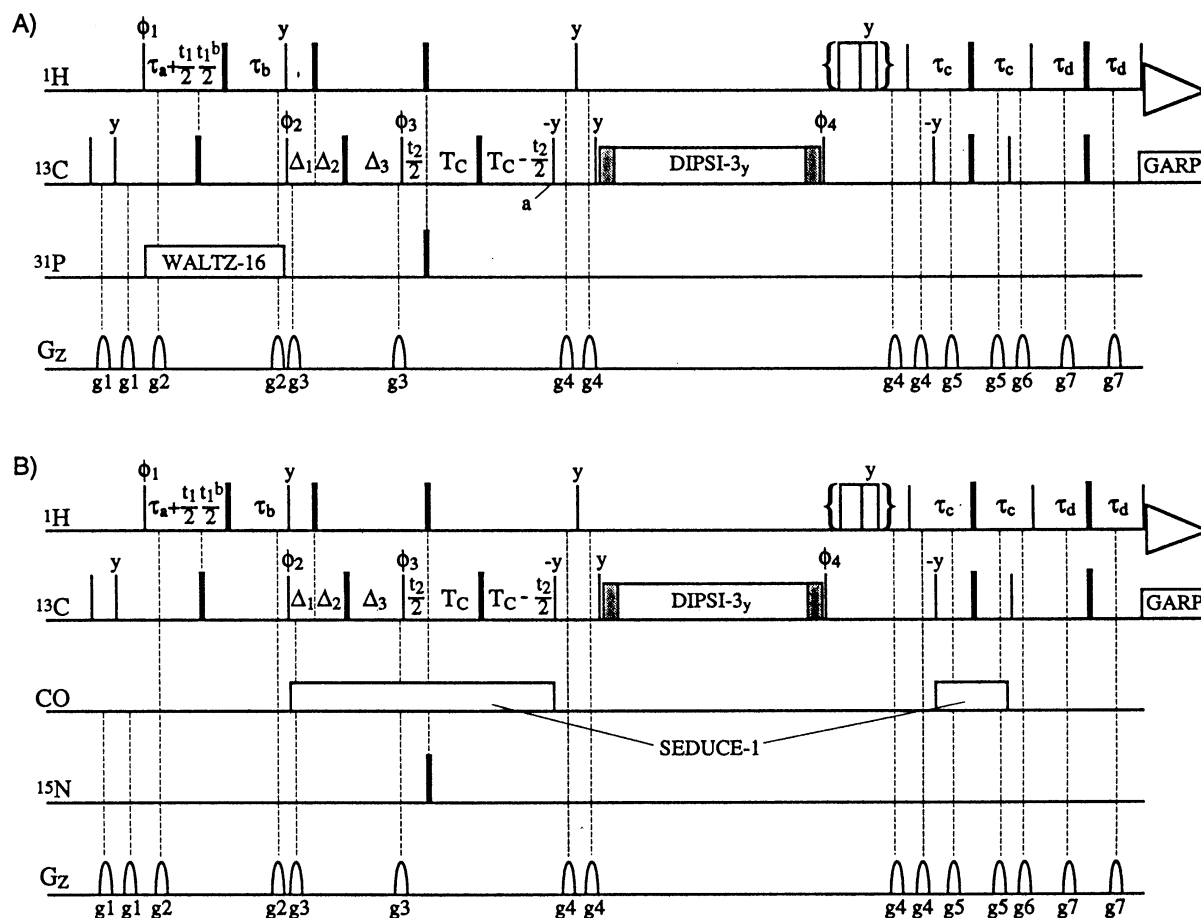 A)
ϕ1 y y
1H τa+t1/2 t1b/2 τb { } τc τc τd τd
y ϕ2 ϕ3 -y y ϕ4 -y
13C Δ1 Δ2 Δ3 t2/2 TC TC-t2/2 DIPSI-3y GARP
a
31P WALTZ-16
Gz
g1 g1 g2 g2 g3 g3 g4 g4 g4 g4 g5 g5 g6 g7 g7
B)
ϕ1 y y
1H τa+t1/2 t1b/2 τb { } τc τc τd τd
y ϕ2 ϕ3 -y y ϕ4 -y
13C Δ1 Δ2 Δ3 t2/2 TC TC-t2/2 DIPSI-3y GARP
CO
SEDUCE-1
15N
Gz
g1 g1 g2 g2 g3 g3 g4 g4 g4 g4 g5 g5 g6 g7 g7